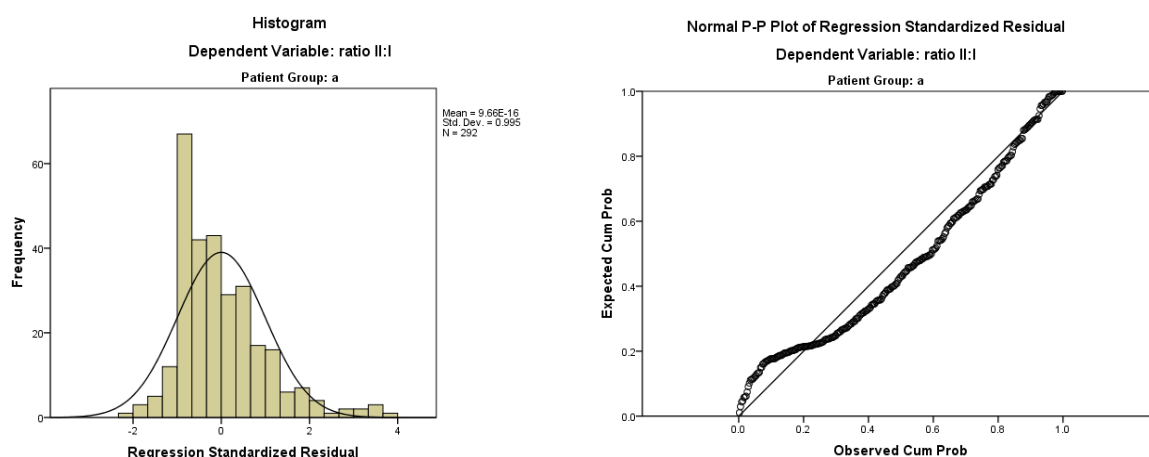 Histogram
Dependent Variable: ratio II:I
Patient Group: a
Mean = 9.66E-16
Std. Dev. = 0.995
N = 292
60
40
20
0
Frequency
-2
0
2
4
Regression Standardized Residual
Normal P-P Plot of Regression Standardized Residual
Dependent Variable: ratio II:I
Patient Group: a
1.0
0.8
0.6
0.4
0.2
0.0
Expected Cum Prob
0.0
0.2
0.4
0.6
0.8
1.0
Observed Cum Prob